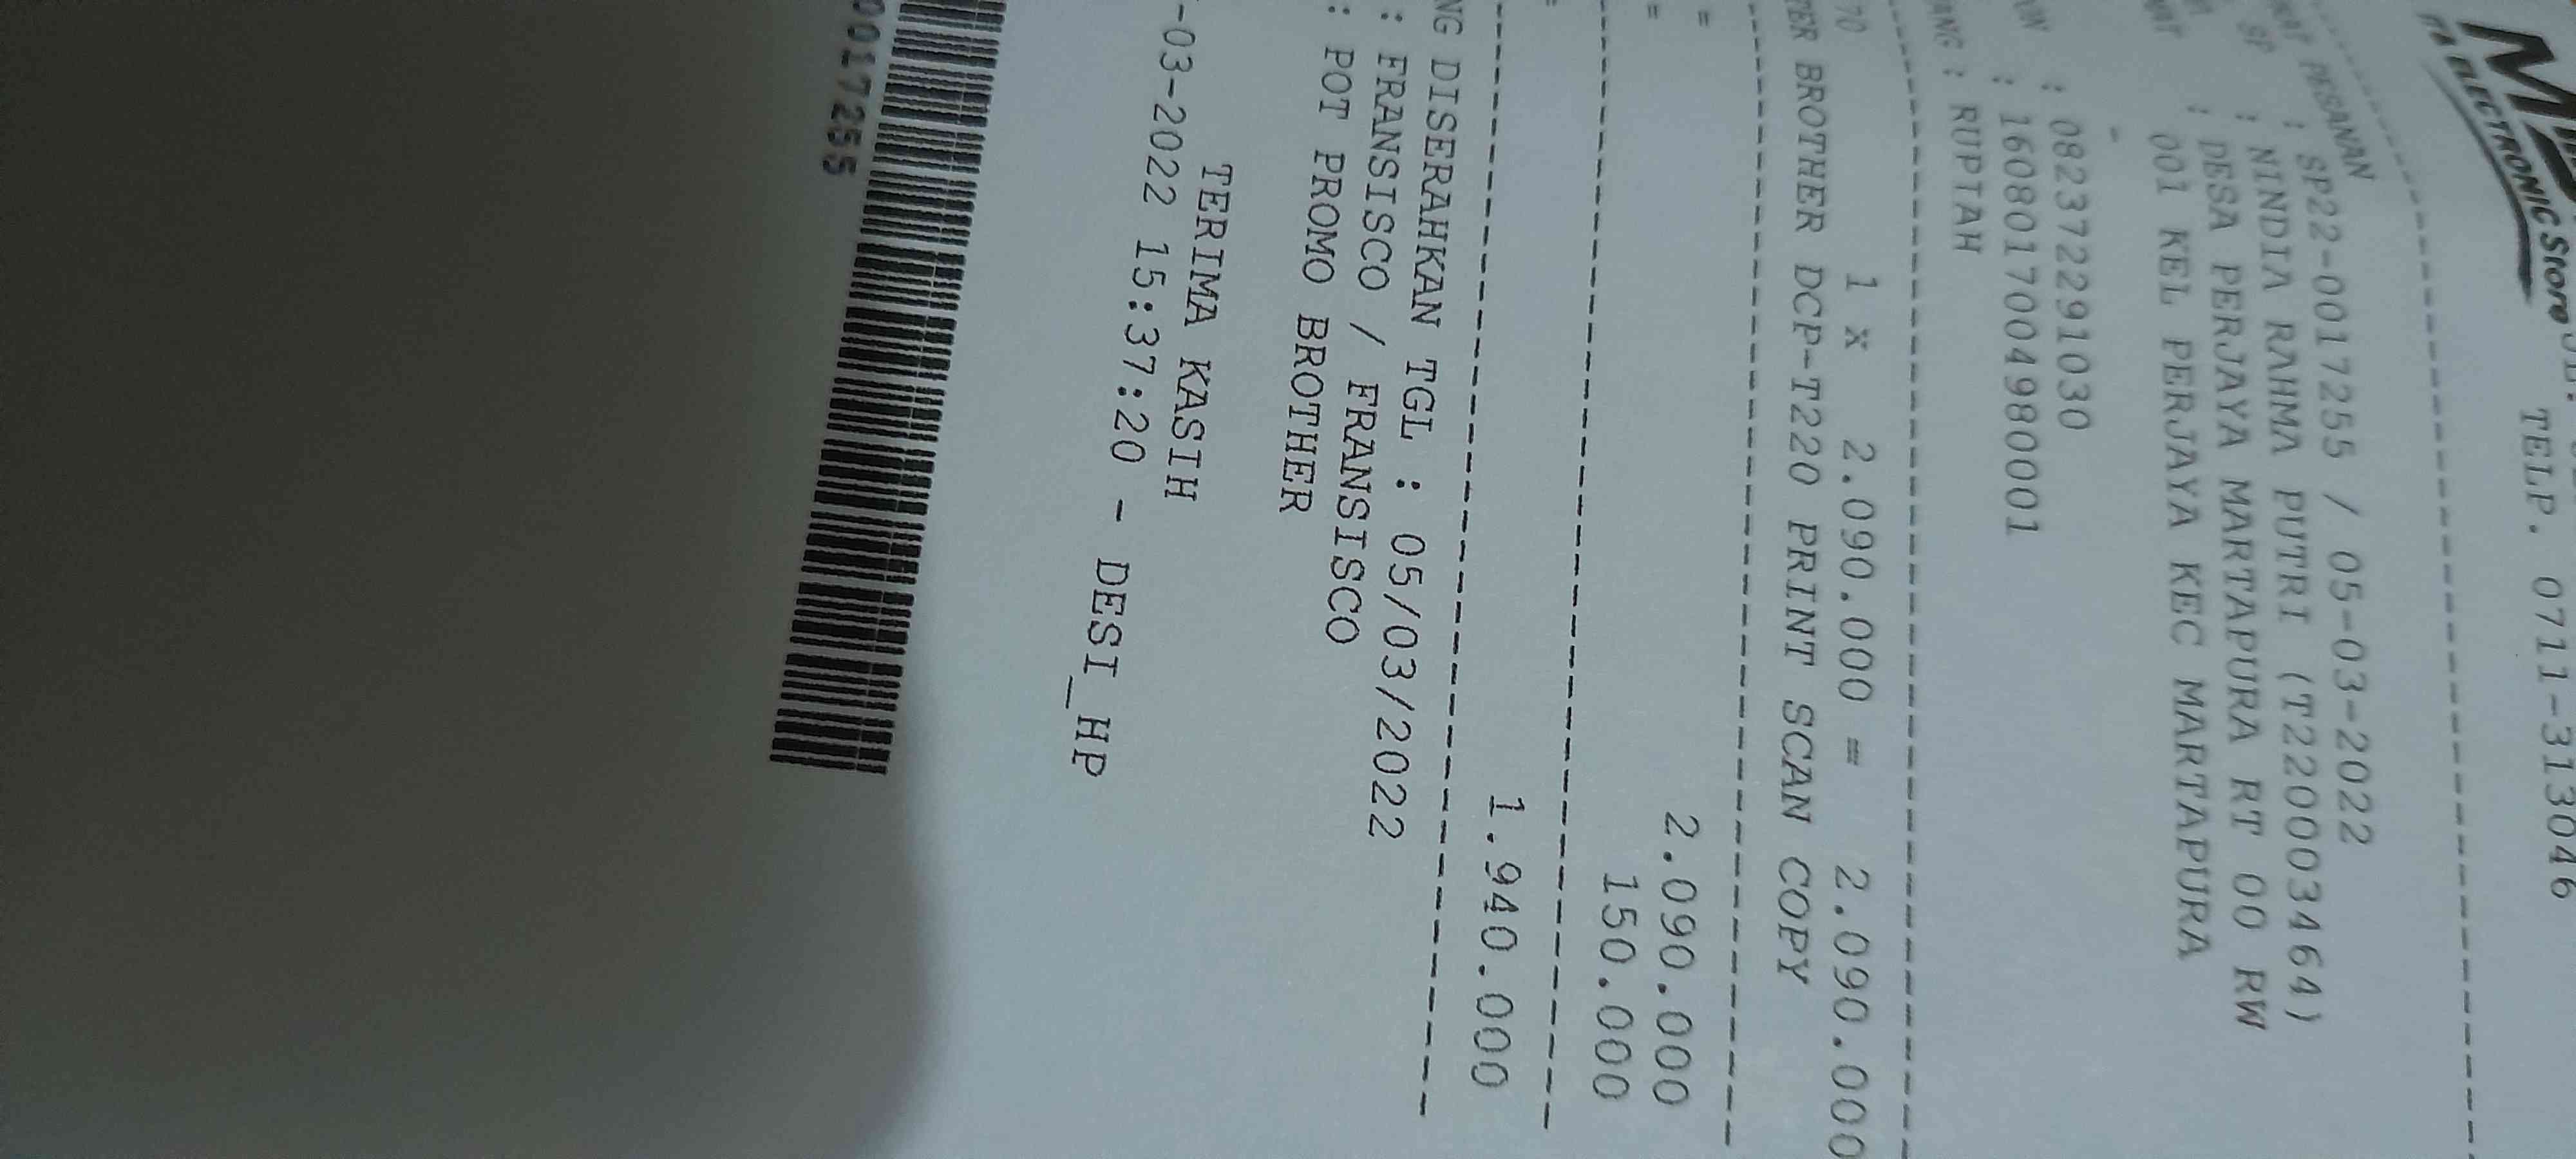 ELECTRONIC Store
TELP. 0711-313046
PESANAN
: SP22-0017255 / 05-03-2022
SP : NINDIA RAHMA PUTRI (T220003464)
: DESA PERJAYA MARTAPURA RT 00 RW
001 KEL PERJAYA KEC MARTAPURA
-
: 082372291030
: 1608017004980001
: RUPIAH
1 x 2.090.000 = 2.090.000
BROTHER DCP-T220 PRINT SCAN COPY
= 2.090.000
= 150.000
= 1.940.000
DISERAHKAN TGL : 05/03/2022
: FRANSISCO / FRANSISCO
: POT PROMO BROTHER
TERIMA KASIH
-03-2022 15:37:20 - DESI_HP
0017255